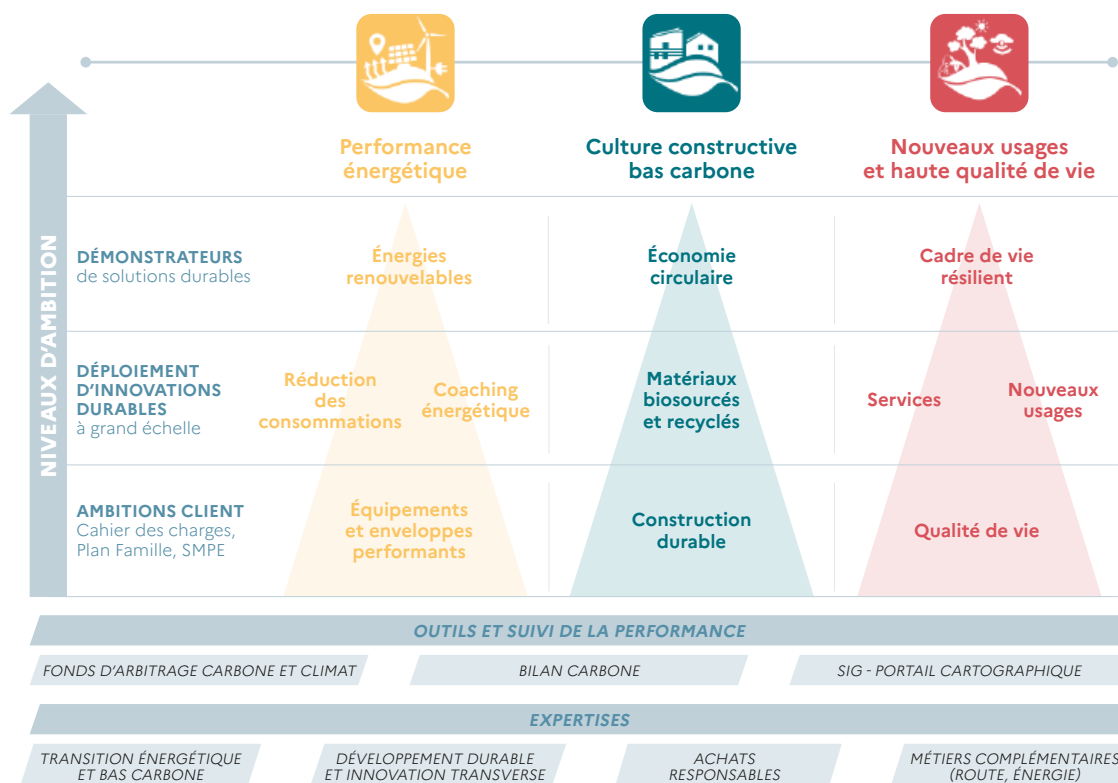 Performance
énergétique
Culture constructive
bas carbone
Nouveaux usages
et haute qualité de vie
NIVEAUX D'AMBITION
DÉMONSTRATEURS
de solutions durables
Énergies
renouvelables
Économie
circulaire
Cadre de vie
résilient
DÉPLOIEMENT
D'INNOVATIONS
DURABLES
à grand échelle
Réduction
des
consommations
Coaching
énergétique
Matériaux
biosourcés
et recyclés
Services
Nouveaux
usages
AMBITIONS CLIENT
Cahier des charges,
Plan Famille, SMPE
Équipements
et enveloppes
performants
Construction
durable
Qualité de vie
OUTILS ET SUIVI DE LA PERFORMANCE
FONDS D'ARBITRAGE CARBONE ET CLIMAT
BILAN CARBONE
SIG - PORTAIL CARTOGRAPHIQUE
EXPERTISES
TRANSITION ÉNERGÉTIQUE
ET BAS CARBONE
DÉVELOPPEMENT DURABLE
ET INNOVATION TRANSVERSE
ACHATS
RESPONSABLES
MÉTIERS COMPLÉMENTAIRES
(ROUTE, ÉNERGIE)